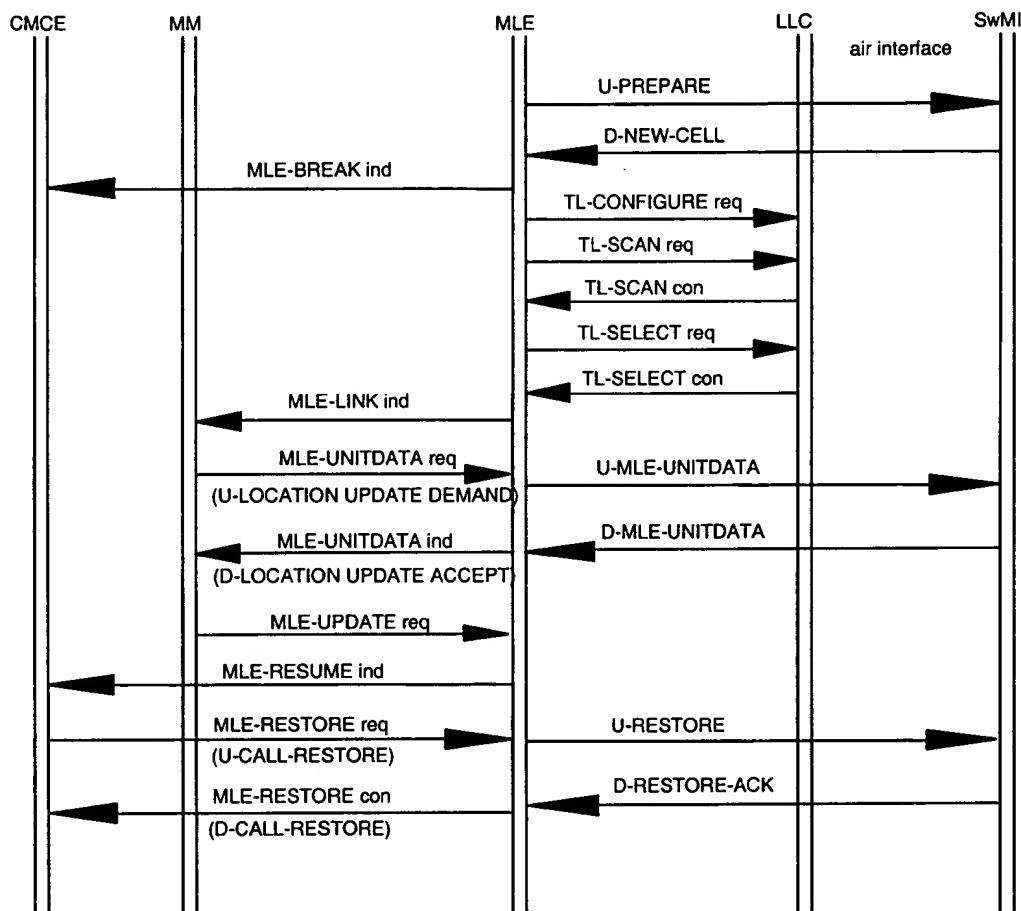 CMCE MM MLE LLC SwMI
air interface
U-PREPARE
D-NEW-CELL
MLE-BREAK ind
TL-CONFIGURE req
TL-SCAN req
TL-SCAN con
TL-SELECT req
TL-SELECT con
MLE-LINK ind
MLE-UNITDATA req U-MLE-UNITDATA
(U-LOCATION UPDATE DEMAND)
MLE-UNITDATA ind D-MLE-UNITDATA
(D-LOCATION UPDATE ACCEPT)
MLE-UPDATE req
MLE-RESUME ind
MLE-RESTORE req U-RESTORE
(U-CALL-RESTORE)
MLE-RESTORE con D-RESTORE-ACK
(D-CALL-RESTORE)